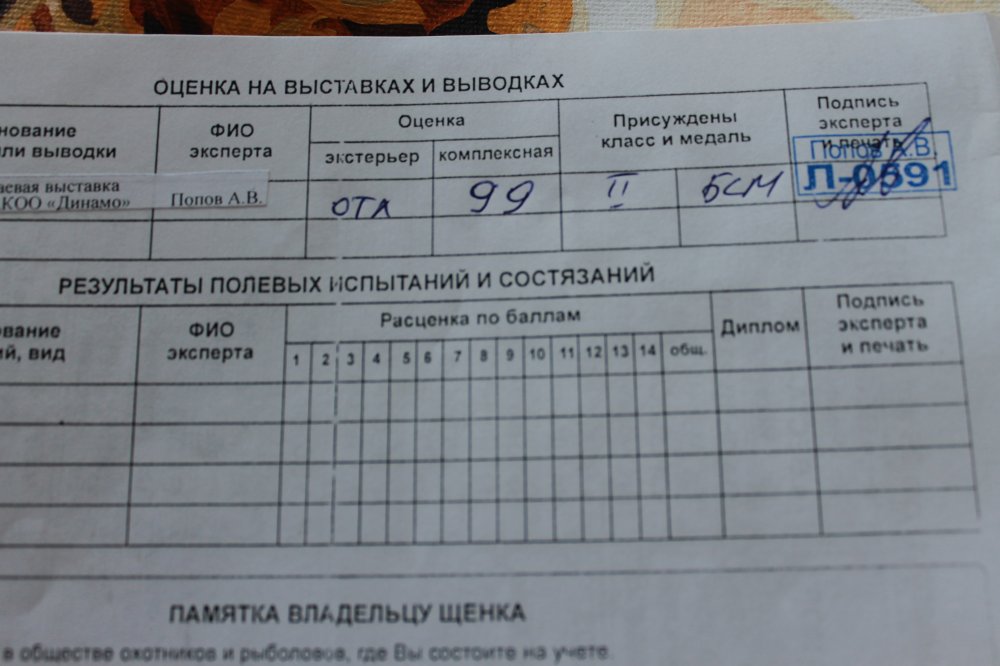 ОЦЕНКА НА ВЫСТАВКАХ И ВЫВОДКАХ
нование
или выводки
ФИО
эксперта
Оценка
экстерьер
комплексная
Присуждены
класс и медаль
Подпись
эксперта
и печать
аевая выставка
КОО «Динамо»
Попов А.В.
отл
99
II
БСМ
Попов А.В.
Л-0591
РЕЗУЛЬТАТЫ ПОЛЕВЫХ ИСПЫТАНИЙ И СОСТЯЗАНИЙ
ование
ий, вид
ФИО
эксперта
Расценка по баллам
1 2 3 4 5 6 7 8 9 10 11 12 13 14 общ.
Диплом
Подпись
эксперта
и печать
ПАМЯТКА ВЛАДЕЛЬЦУ ЩЕНКА
в обществе охотников и рыболовов, где Вы состоите на учете.